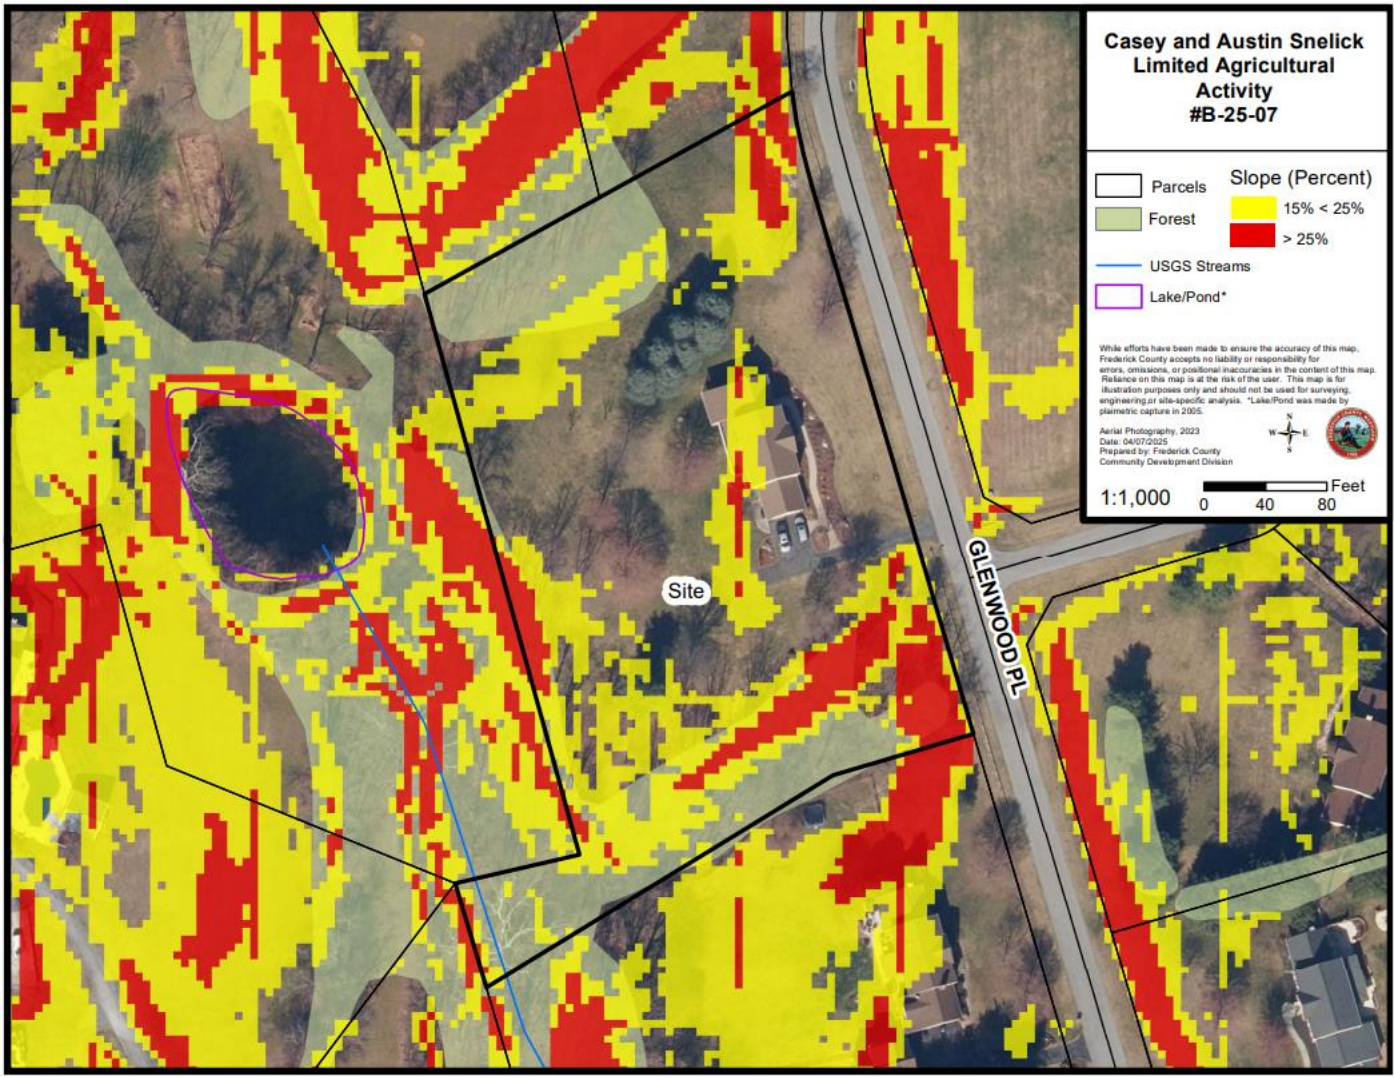 Casey and Austin Snelick
Limited Agricultural
Activity
#B-25-07
Parcels
Forest
Slope (Percent)
15% < 25%
> 25%
USGS Streams
Lake/Pond*
While efforts have been made to ensure the accuracy of this map,
Frederick County accepts no liability or responsibility for
errors, omissions, or positional inaccuracies in the content of this map.
Reliance on this map is at the risk of the user. This map is for
illustration purposes only and should not be used for surveying,
engineering,or site-specific analysis. *Lake/Pond was made by
plaimetric capture in 2005.
Aerial Photography, 2023
Date: 04/07/2025
Prepared by: Frederick County
Community Development Division
N
W E
S
1:1,000
Feet
0 40 80
Site
GLENWOOD PL